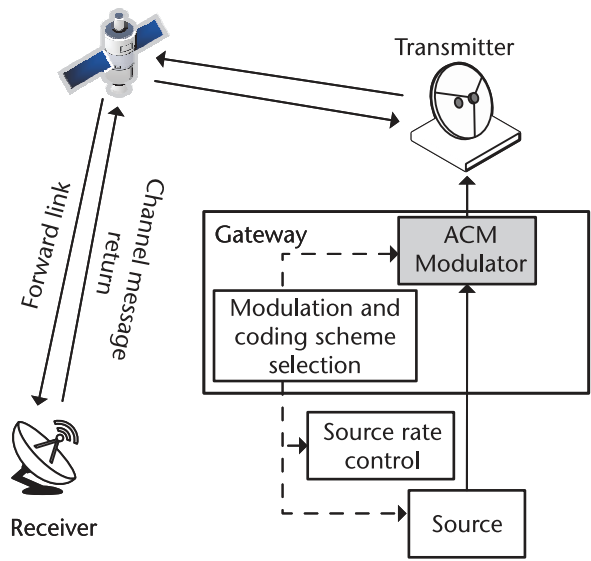 Transmitter
Forward link
Channel message
return
Gateway
ACM
Modulator
Modulation and
coding scheme
selection
Source rate
control
Source
Receiver